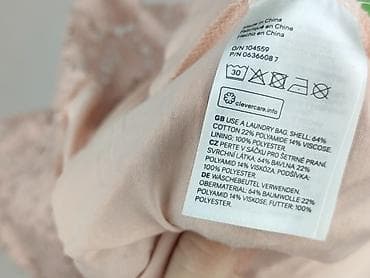 Made in China
Fabriqué en Chine
Hecho en China
O/N 104559
P/N 0636608 7
30
clevercare.info
GB USE A LAUNDRY BAG. SHELL: 64%
COTTON 22% POLYAMIDE 14% VISCOSE.
LINING: 100% POLYESTER.
CZ PERTE V SÁČKU PRO ŠETRNÉ PRANÍ.
SVRCHNÍ LÁTKA: 64% BAVLNA 22%
POLYAMID 14% VISKOZA. PODŠÍVKA:
100% POLYESTER.
DE WÄSCHEBEUTEL VERWENDEN.
OBERMATERIAL: 64% BAUMWOLLE 22%
POLYAMID 14% VISKOSE. FUTTER: 100%
POLYESTER.